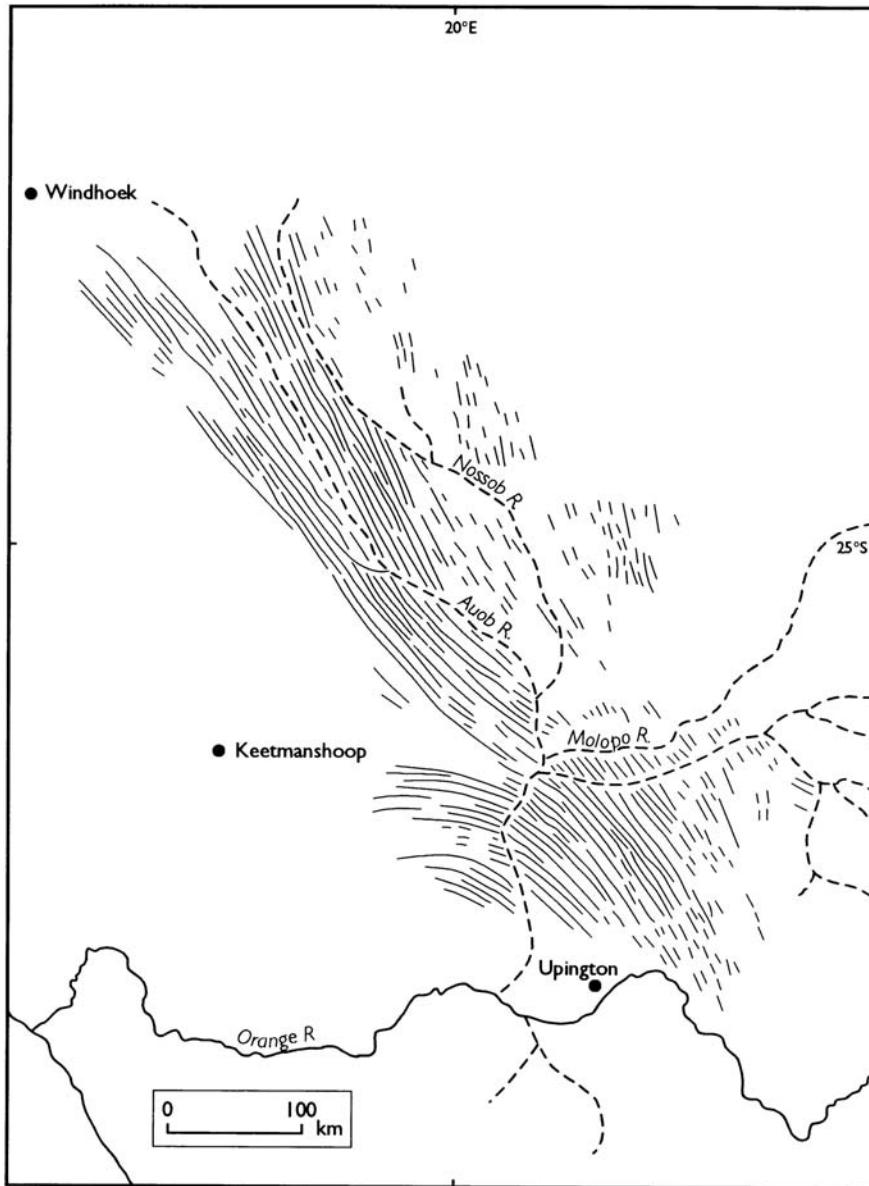 20°E
Windhoek
Nossob R.
25°S
Auob R.
Molopo R.
Keetmanshoop
Upington
Orange R
0 100
km